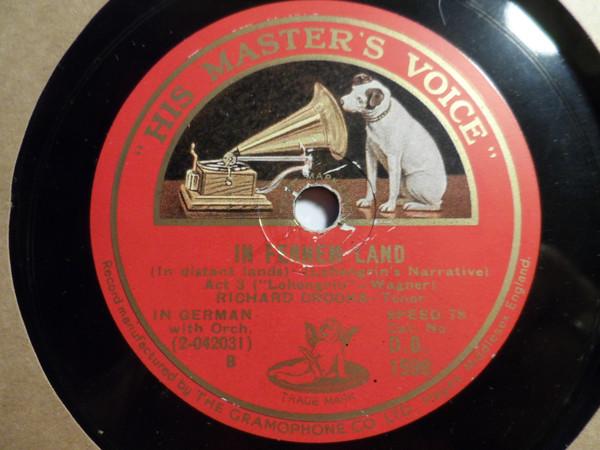 "HIS MASTER'S VOICE"
IN FERNEM LAND
(In distant lands) (Lohengrin's Narrative)
Act 3 ("Lohengrin" - Wagner)
RICHARD CROOKS - Tenor
IN GERMAN
with Orch.
(2-042031)
B
SPEED 78
Cat. No.
D.B.
TRADE MARK
Record manufactured by THE GRAMOPHONE CO. LTD. Hayes, Middlesex, England.